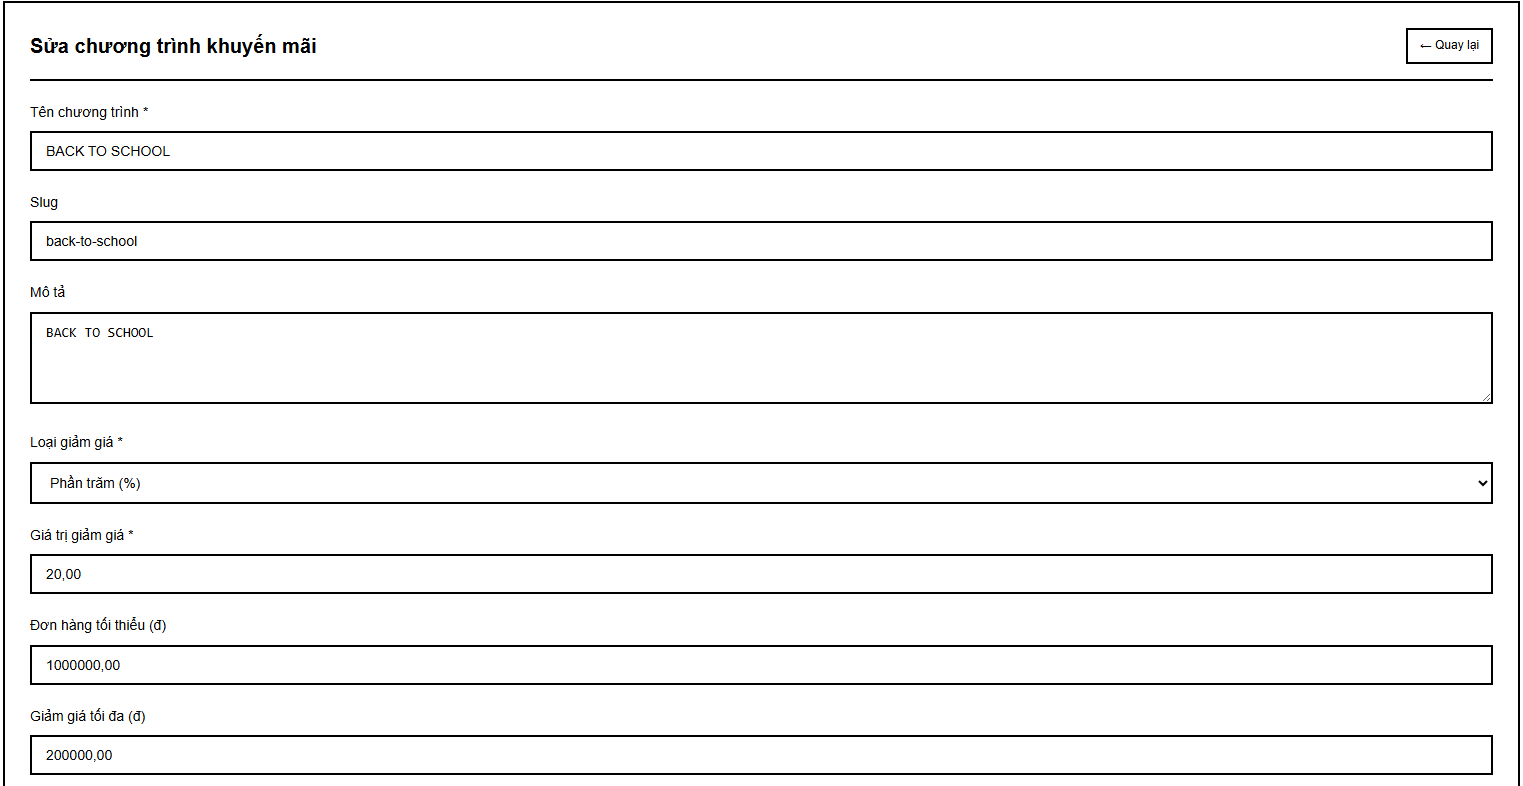 Sửa chương trình khuyến mãi
← Quay lại
Tên chương trình *
BACK TO SCHOOL
Slug
back-to-school
Mô tả
BACK TO SCHOOL
Loại giảm giá *
Phần trăm (%)
Giá trị giảm giá *
20,00
Đơn hàng tối thiểu (đ)
1000000,00
Giảm giá tối đa (đ)
200000,00